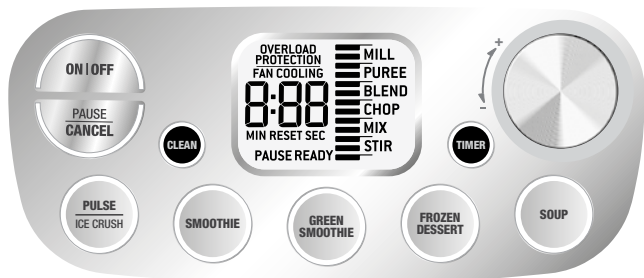 ON|OFF
PAUSE
CANCEL
CLEAN
OVERLOAD
PROTECTION
FAN COOLING
8:88
MIN RESET SEC
PAUSE READY
MILL
PUREE
BLEND
CHOP
MIX
STIR
+
-
TIMER
PULSE
ICE CRUSH
SMOOTHIE
GREEN
SMOOTHIE
FROZEN
DESSERT
SOUP